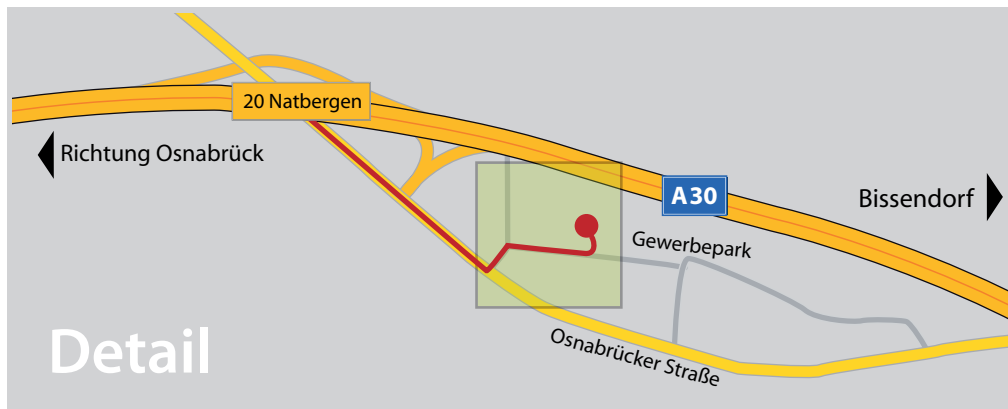 20 Natbergen
Richtung Osnabrück
A30
Bissendorf
Gewerbepark
Osnabrücker Straße
Detail